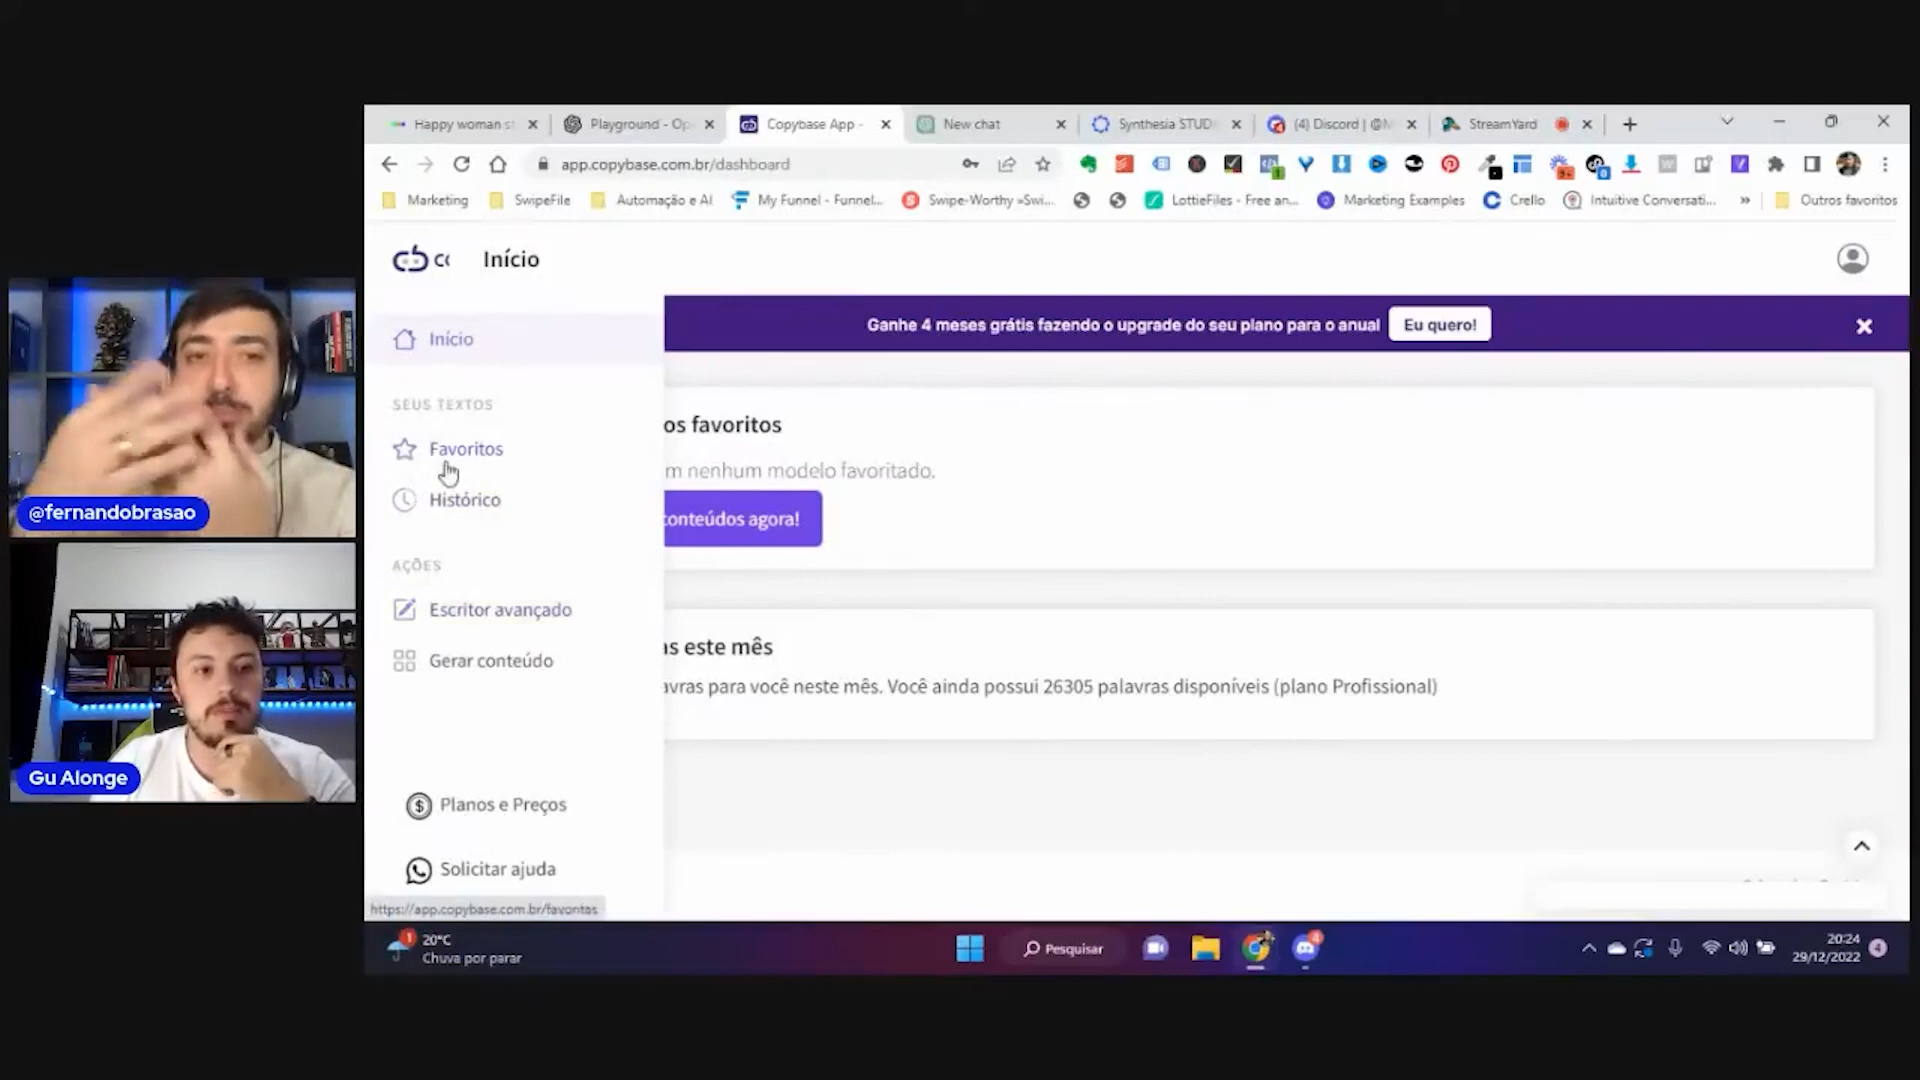 Happy woman s
Playground - Op
Copybase App -
New chat
Synthesia STUD
(4) Discord | @M
StreamYard
app.copybase.com.br/dashboard
Marketing
SwipeFile
Automação e AI
My Funnel - Funnel...
Swipe-Worthy »Swi...
LottieFiles - Free an...
Marketing Examples
Crello
Intuitive Conversati...
»
Outros favoritos
Início
Ganhe 4 meses grátis fazendo o upgrade do seu plano para o anual
Eu quero!
Início
SEUS TEXTOS
Favoritos
Histórico
AÇÕES
Escritor avançado
Gerar conteúdo
Planos e Preços
Solicitar ajuda
os favoritos
m nenhum modelo favoritado.
conteúdos agora!
as este mês
avras para você neste mês. Você ainda possui 26305 palavras disponíveis (plano Profissional)
https://app.copybase.com.br/favoritos
@fernandobrasao
Gu Alonge
20°C
Chuva por parar
Pesquisar
20:24
29/12/2022
4